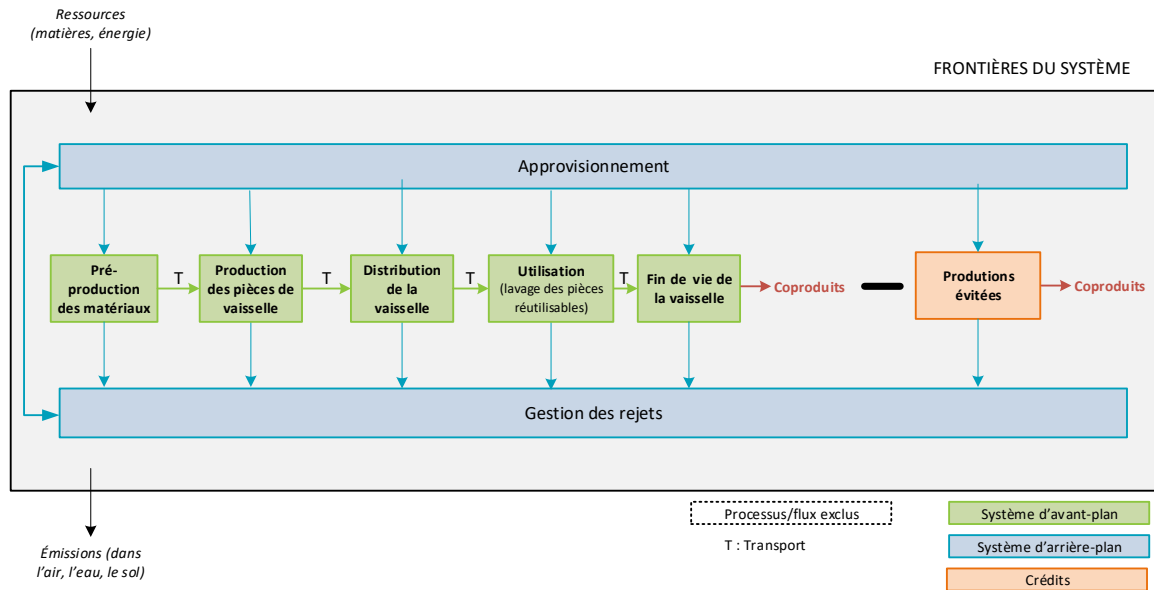 Ressources
(matières, énergie)
FRONTIÈRES DU SYSTÈME
Approvisionnement
Pré-
production
des matériaux
T
Production
des pièces de
vaisselle
T
Distribution
de la
vaisselle
T
Utilisation
(lavage des pièces
réutilisables)
T
Fin de vie de
la vaisselle
Coproduits
Produtions
évitées
Coproduits
Gestion des rejets
Émissions (dans
l'air, l'eau, le sol)
Processus/flux exclus
T : Transport
Système d'avant-plan
Système d'arrière-plan
Crédits